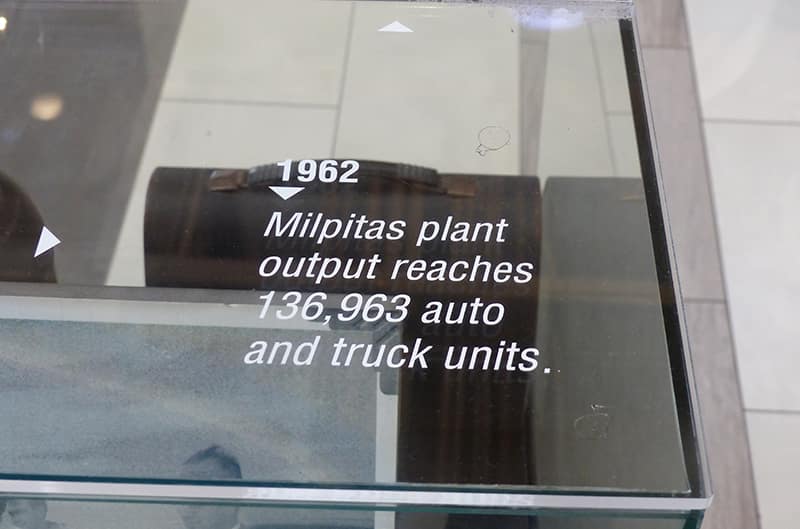 1962
Milpitas plant
output reaches
136,963 auto
and truck units.